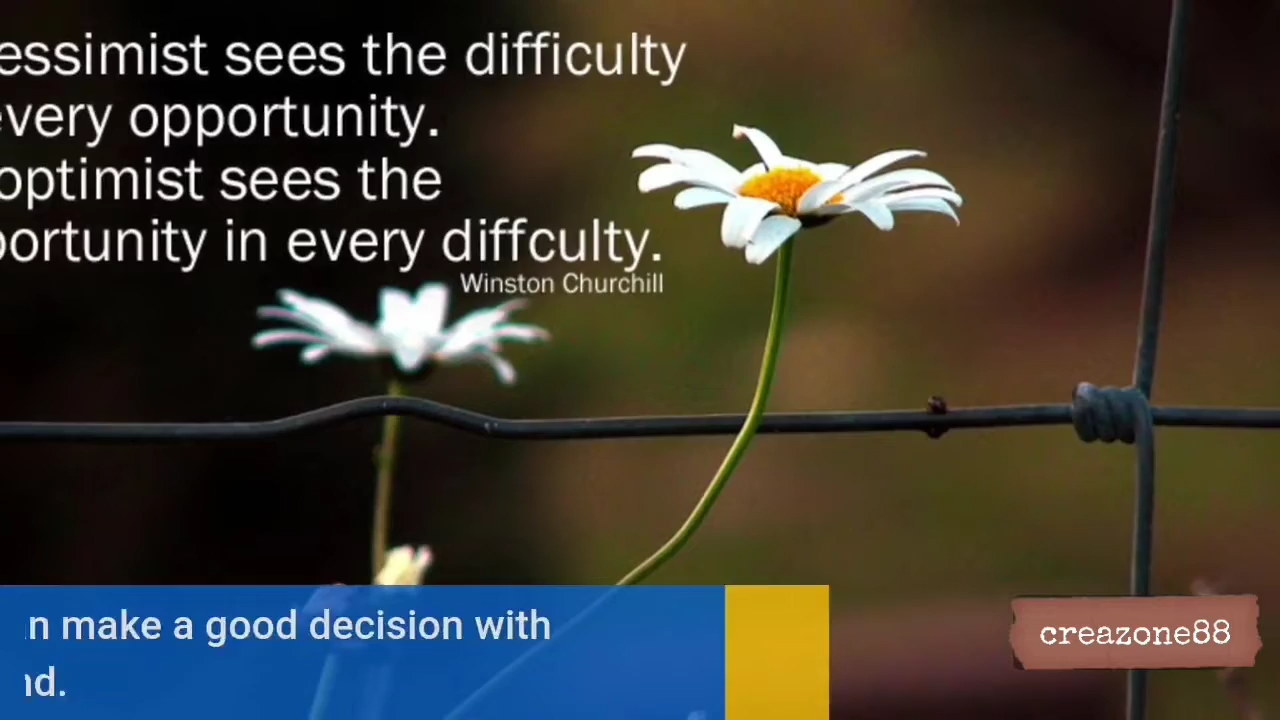 essimist sees the difficulty
every opportunity.
optimist sees the
portunity in every diffculty.
Winston Churchill
n make a good decision with
nd.
creazone88